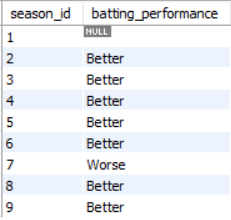 season_id batting_performance
1 NULL
2 Better
3 Better
4 Better
5 Better
6 Better
7 Worse
8 Better
9 Better